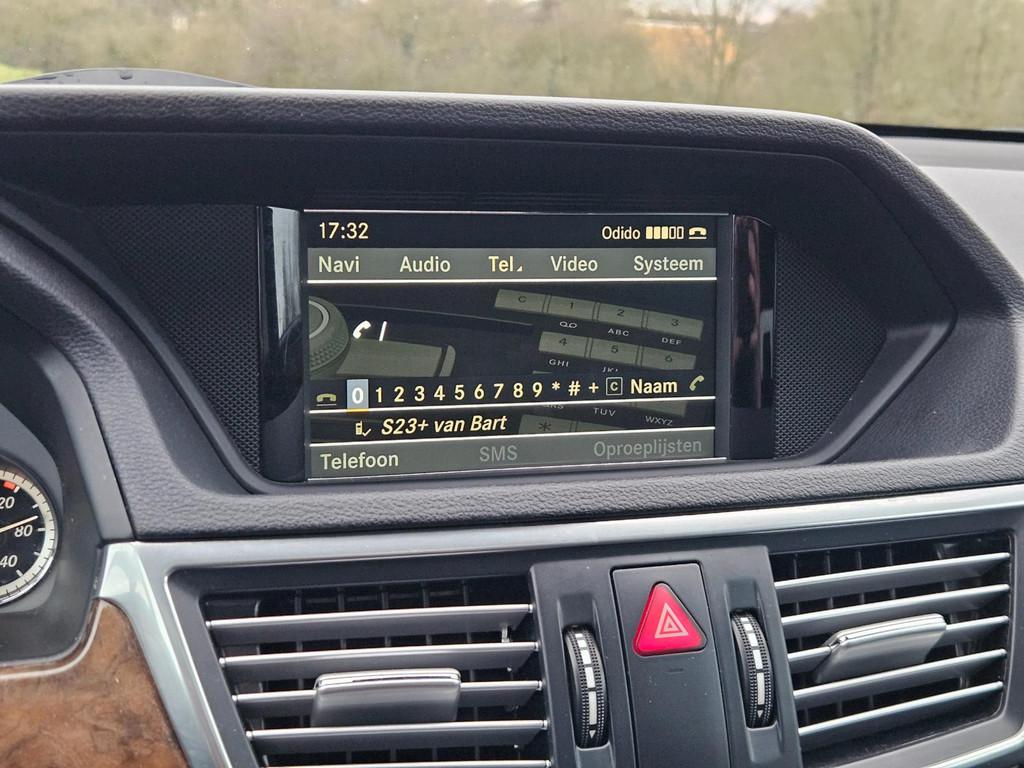 17:32 Odido
Navi Audio Tel Video Systeem
C 1 2 3
ABC DEF
4 5 6
GHI
0 1 2 3 4 5 6 7 8 9 * # + C Naam
TUV WXYZ
*
S23+ van Bart
Telefoon SMS Oproeplijsten
20
80
40